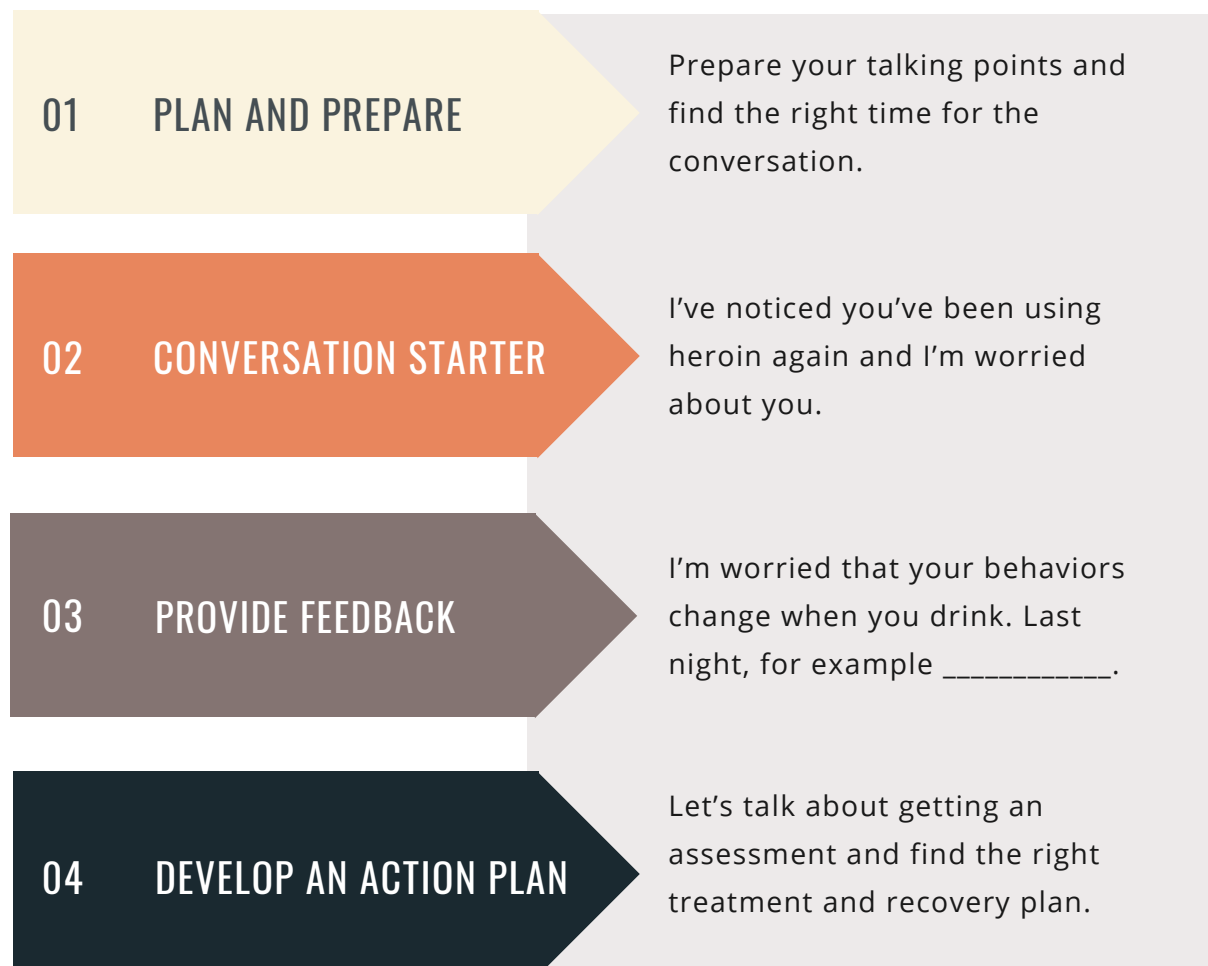 01 PLAN AND PREPARE
Prepare your talking points and
find the right time for the
conversation.
02 CONVERSATION STARTER
I’ve noticed you’ve been using
heroin again and I’m worried
about you.
03 PROVIDE FEEDBACK
I’m worried that your behaviors
change when you drink. Last
night, for example ____________.
04 DEVELOP AN ACTION PLAN
Let’s talk about getting an
assessment and find the right
treatment and recovery plan.